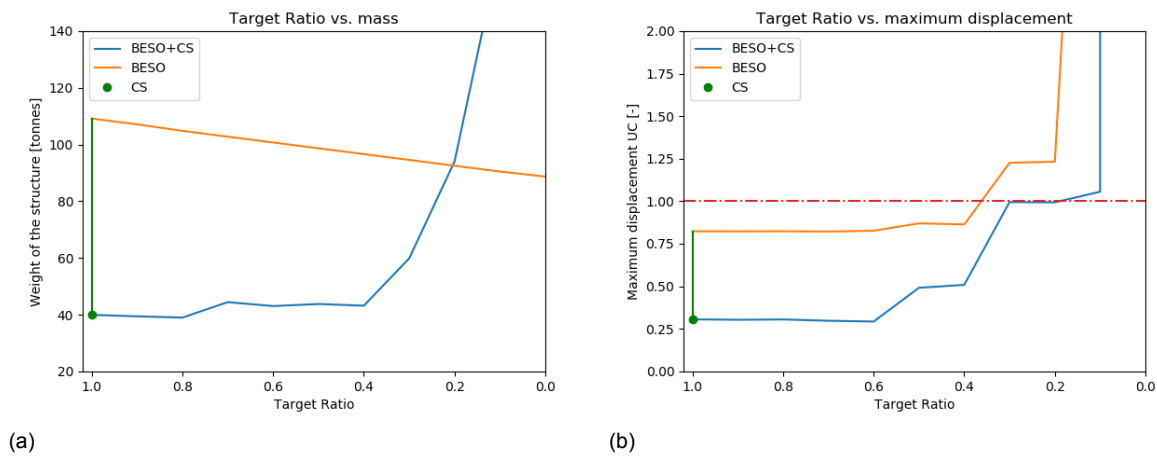 Target Ratio vs. mass
140
120
100
80
60
40
20
Weight of the structure [tonnes]
BESO+CS
BESO
CS
1.0 0.8 0.6 0.4 0.2 0.0
Target Ratio
(a)
Target Ratio vs. maximum displacement
2.00
1.75
1.50
1.25
1.00
0.75
0.50
0.25
0.00
Maximum displacement UC [-]
BESO+CS
BESO
CS
1.0 0.8 0.6 0.4 0.2 0.0
Target Ratio
(b)